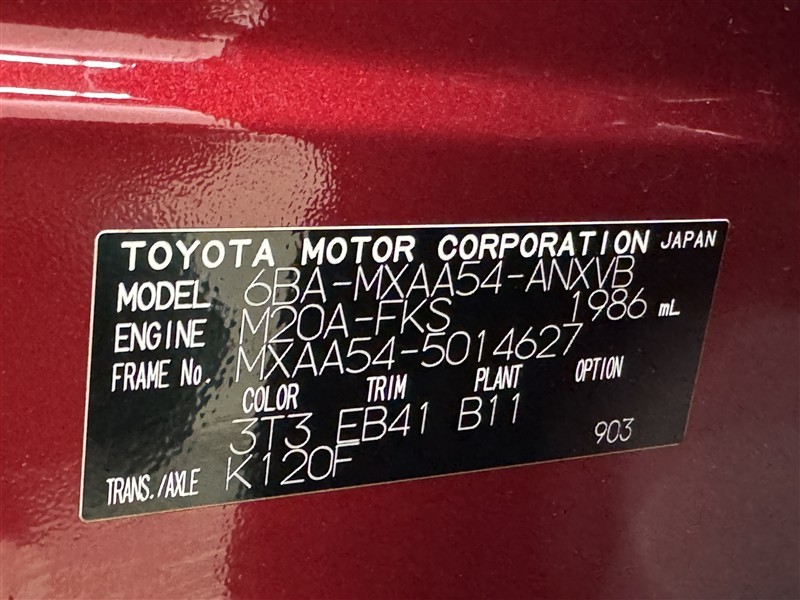 TOYOTA MOTOR CORPORATION JAPAN
MODEL 6BA-MXAA54-ANXVB
ENGINE M20A-FKS 1986 mL
FRAME No. MXAA54-5014627
COLOR TRIM PLANT OPTION
3T3 EB41 B11 903
TRANS./AXLE K120F